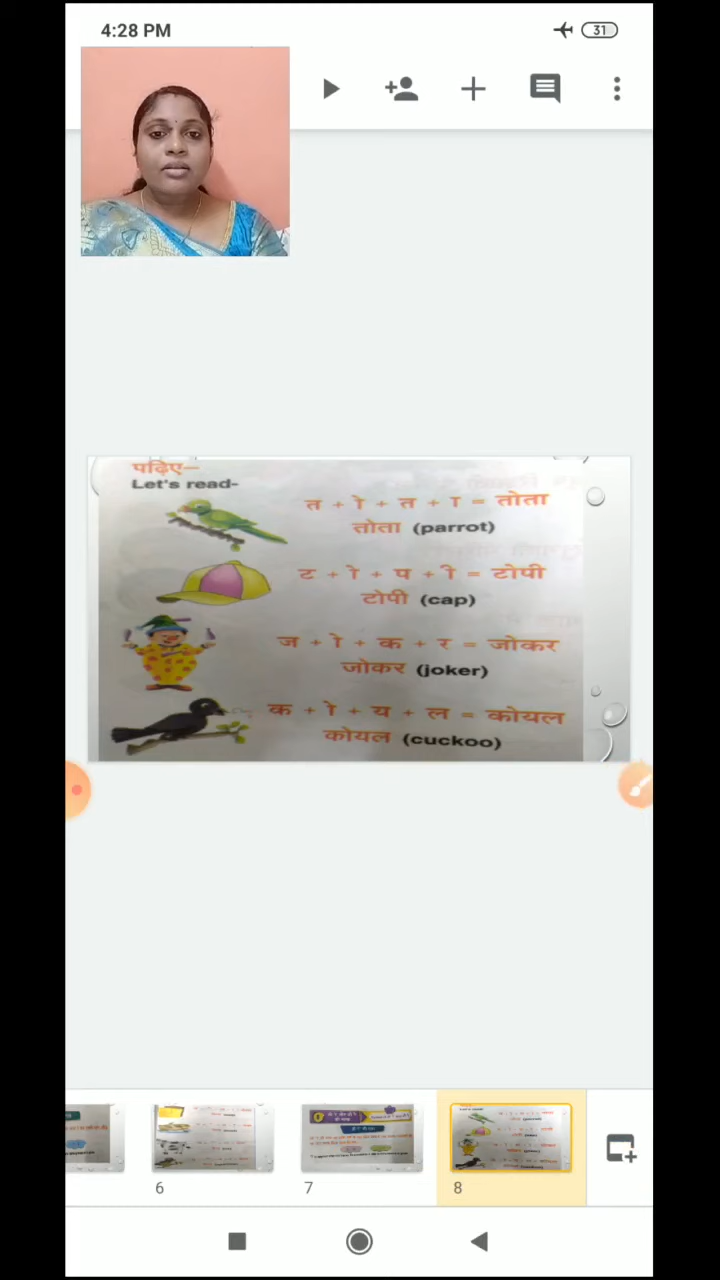 4:28 PM
31
पढ़िए—
Let's read-
त + ो + त + ा = तोता
तोता (parrot)
ट + ो + प + ी = टोपी
टोपी (cap)
ज + ो + क + र = जोकर
जोकर (joker)
क + ो + य + ल = कोयल
कोयल (cuckoo)
6
7
8